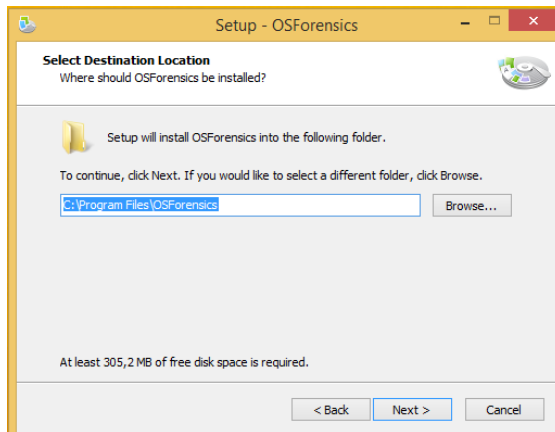 Setup - OSForensics
Select Destination Location
Where should OSForensics be installed?
Setup will install OSForensics into the following folder.
To continue, click Next. If you would like to select a different folder, click Browse.
C:\Program Files\OSForensics
Browse...
At least 305,2 MB of free disk space is required.
< Back
Next >
Cancel